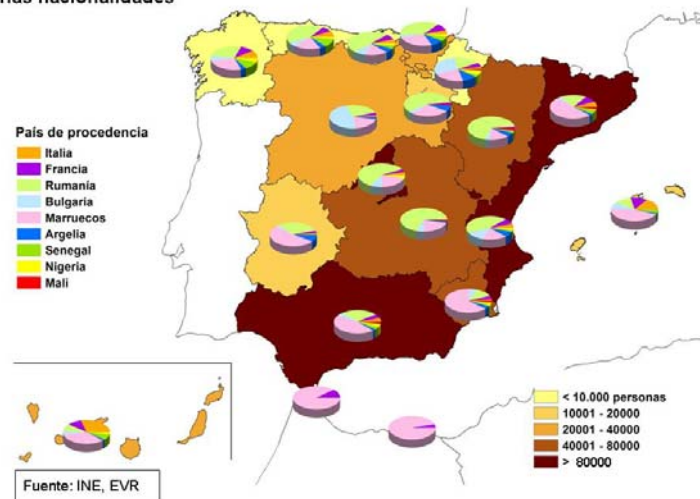 nacionalidades
País de procedencia
Italia
Francia
Rumanía
Bulgaria
Marruecos
Argelia
Senegal
Nigeria
Mali
< 10.000 personas
10001 - 20000
20001 - 40000
40001 - 80000
> 80000
Fuente: INE, EVR